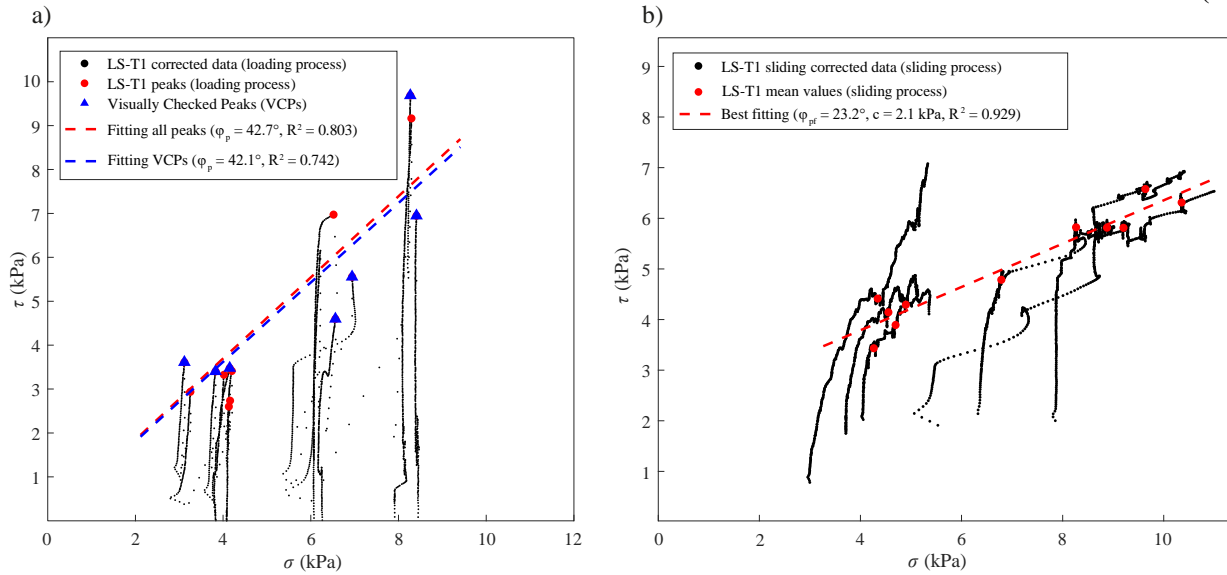 a)
LS-T1 corrected data (loading process)
LS-T1 peaks (loading process)
Visually Checked Peaks (VCPs)
Fitting all peaks (φp = 42.7°, R² = 0.803)
Fitting VCPs (φp = 42.1°, R² = 0.742)
τ (kPa)
10
9
8
7
6
5
4
3
2
1
0
2
4
6
8
10
12
σ (kPa)
b)
LS-T1 sliding corrected data (sliding process)
LS-T1 mean values (sliding process)
Best fitting (φpf = 23.2°, c = 2.1 kPa, R² = 0.929)
τ (kPa)
9
8
7
6
5
4
3
2
1
0
2
4
6
8
10
σ (kPa)